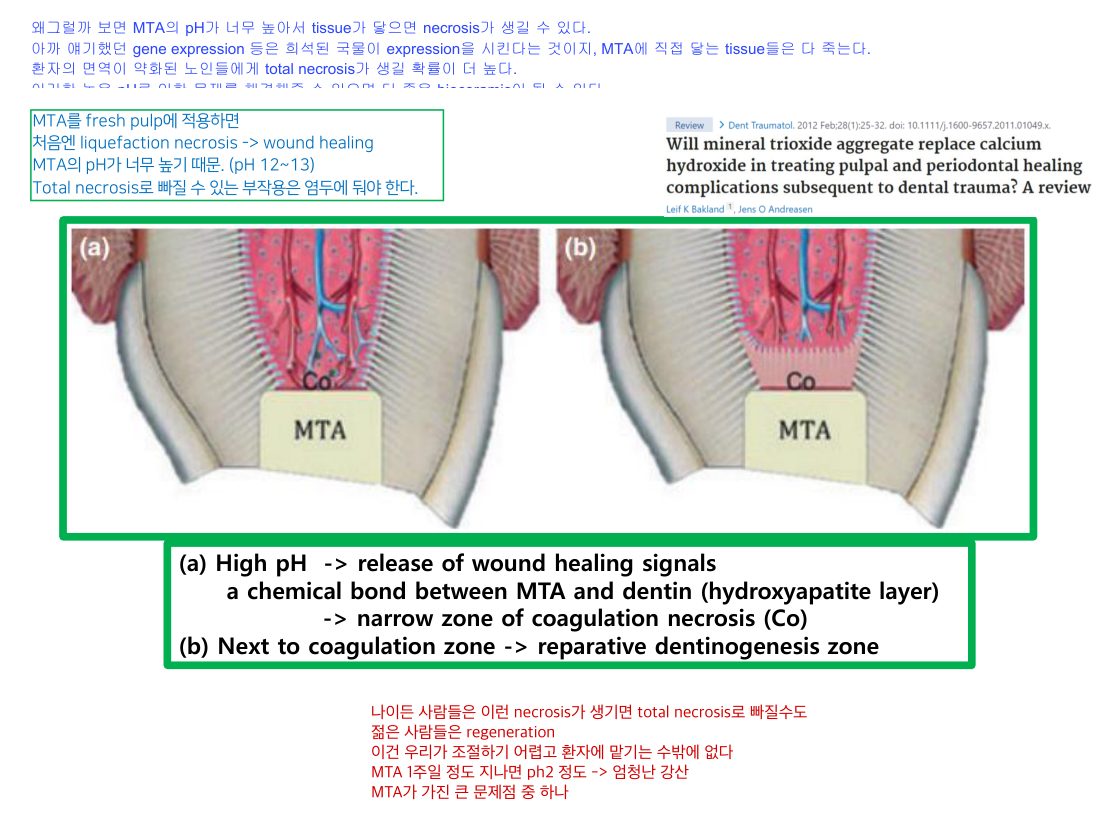 왜그럴까 보면 MTA의 pH가 너무 높아서 tissue가 닿으면 necrosis가 생길 수 있다.
아까 얘기했던 gene expression 등은 희석된 국물이 expression을 시킨다는 것이지, MTA에 직접 닿는 tissue들은 다 죽는다.
환자의 면역이 약화된 노인들에게 total necrosis가 생길 확률이 더 높다.
MTA를 fresh pulp에 적용하면
처음엔 liquefaction necrosis -> wound healing
MTA의 pH가 너무 높기 때문. (pH 12~13)
Total necrosis로 빠질 수 있는 부작용은 염두에 둬야 한다.
Review > Dent Traumatol. 2012 Feb;28(1):25-32. doi: 10.1111/j.1600-9657.2011.01049.x.
Will mineral trioxide aggregate replace calcium
hydroxide in treating pulpal and periodontal healing
complications subsequent to dental trauma? A review
Leif K Bakland 1, Jens O Andreasen
(a)
Co
MTA
(b)
Co
MTA
(a) High pH -> release of wound healing signals
a chemical bond between MTA and dentin (hydroxyapatite layer)
-> narrow zone of coagulation necrosis (Co)
(b) Next to coagulation zone -> reparative dentinogenesis zone
나이든 사람들은 이런 necrosis가 생기면 total necrosis로 빠질수도
젊은 사람들은 regeneration
이건 우리가 조절하기 어렵고 환자에 맡기는 수밖에 없다
MTA 1주일 정도 지나면 ph2 정도 -> 엄청난 강산
MTA가 가진 큰 문제점 중 하나